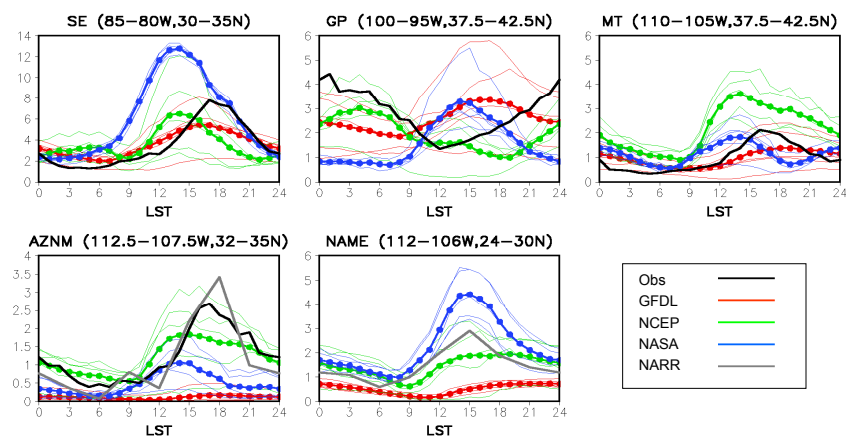 SE (85-80W,30-35N)
GP (100-95W,37.5-42.5N)
MT (110-105W,37.5-42.5N)
14
12
10
8
6
4
2
0
0 3 6 9 12 15 18 21 24
LST
6
5
4
3
2
1
0
0 3 6 9 12 15 18 21 24
LST
6
5
4
3
2
1
0
0 3 6 9 12 15 18 21 24
LST
AZNM (112.5-107.5W,32-35N)
NAME (112-106W,24-30N)
4
3.5
3
2.5
2
1.5
1
0.5
0
0 3 6 9 12 15 18 21 24
LST
6
5
4
3
2
1
0
0 3 6 9 12 15 18 21 24
LST
Obs
GFDL
NCEP
NASA
NARR